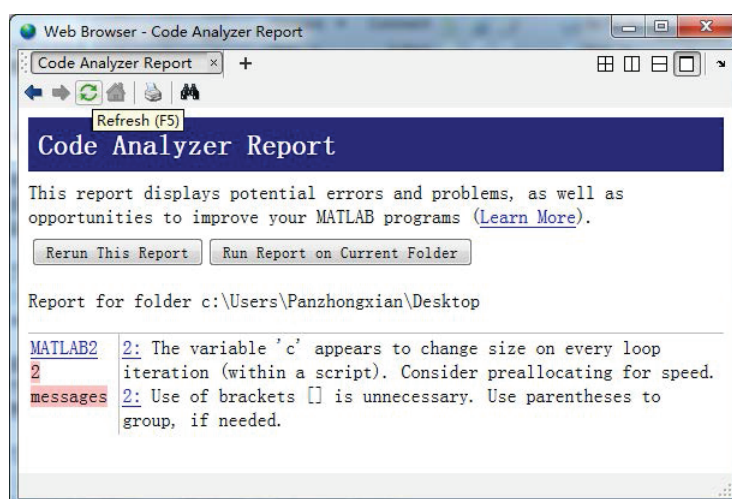 Web Browser - Code Analyzer Report
Code Analyzer Report
Refresh (F5)
Code Analyzer Report
This report displays potential errors and problems, as well as
opportunities to improve your MATLAB programs (Learn More).
Rerun This Report Run Report on Current Folder
Report for folder c:\Users\Panzhongxian\Desktop
MATLAB2 2: The variable 'c' appears to change size on every loop
2 iteration (within a script). Consider preallocating for speed.
messages 2: Use of brackets [] is unnecessary. Use parentheses to
group, if needed.